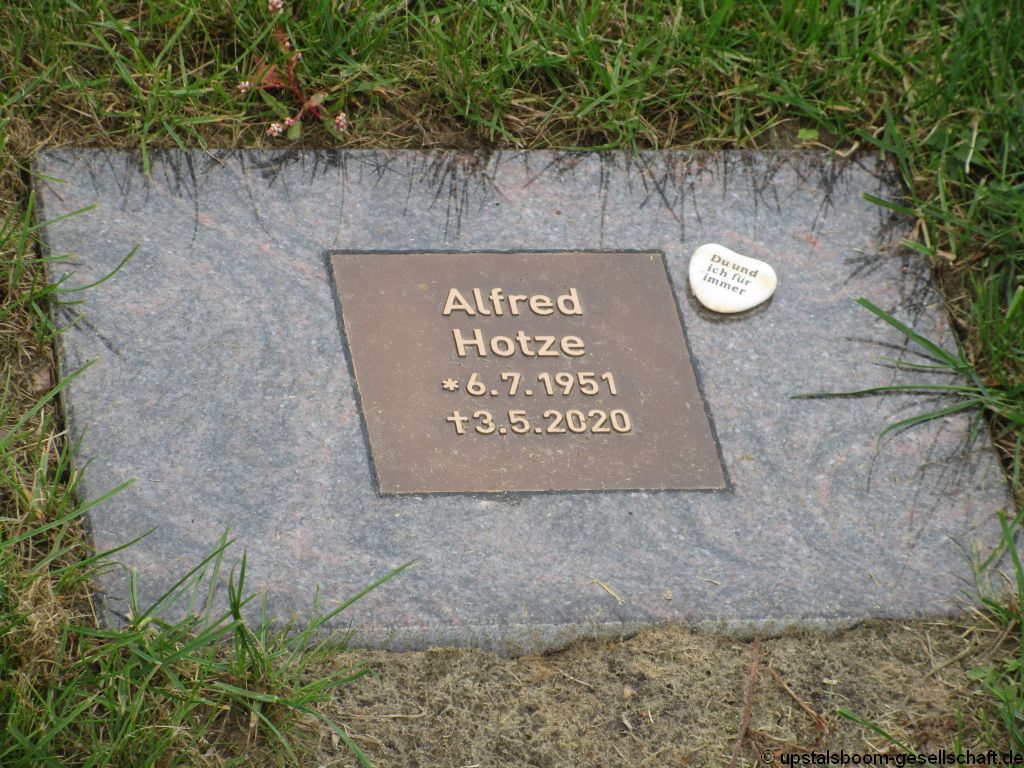 Alfred
Hotze
*6.7.1951
†3.5.2020
Du und
ich für
immer
© upstalsboom-gesellschaft.de